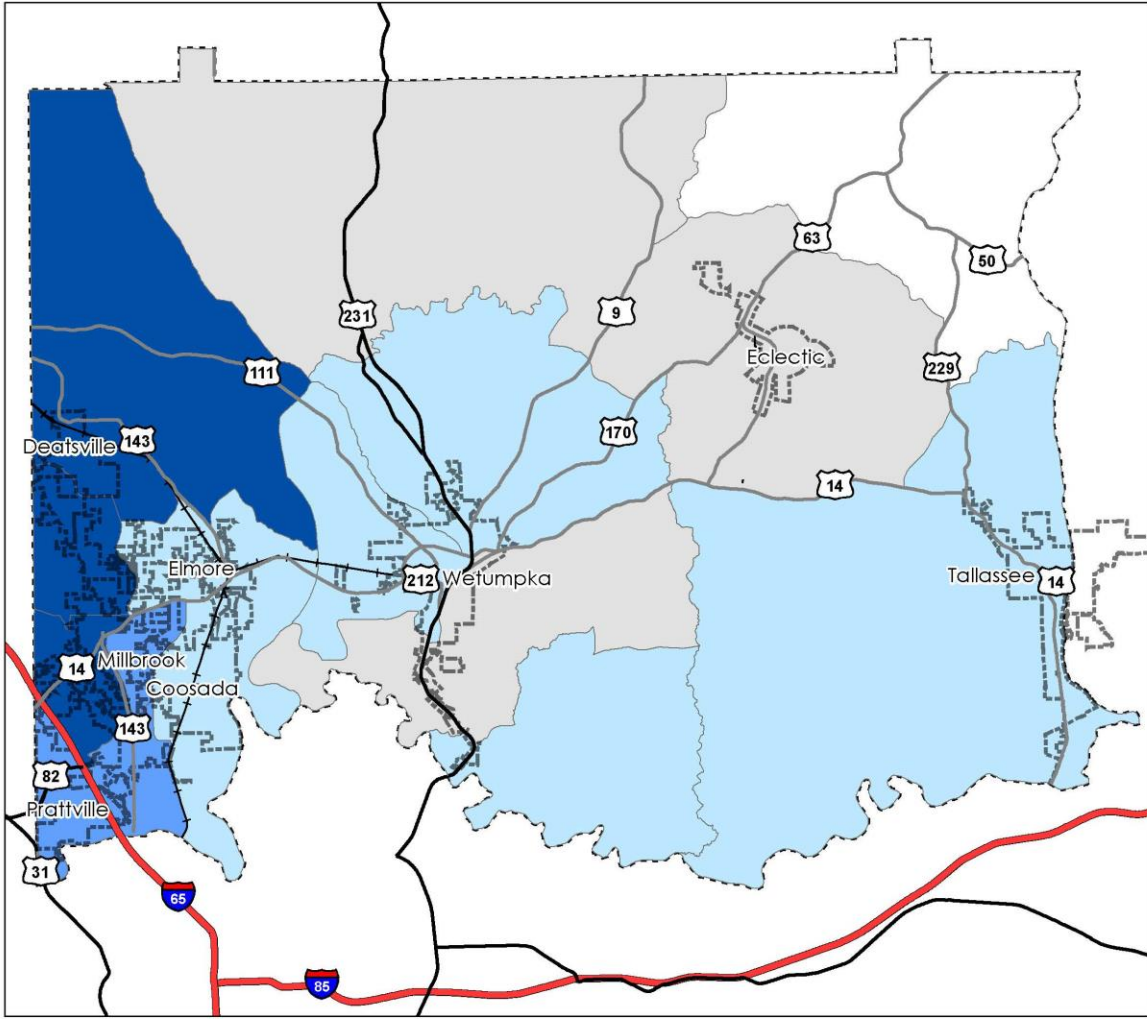 63
50
231
9
Eclectic
111
229
170
143
Deatsville
14
Elmore
212
Wetumpka
Tallassee
14
Millbrook
14
Coosada
143
82
Prattville
31
65
85